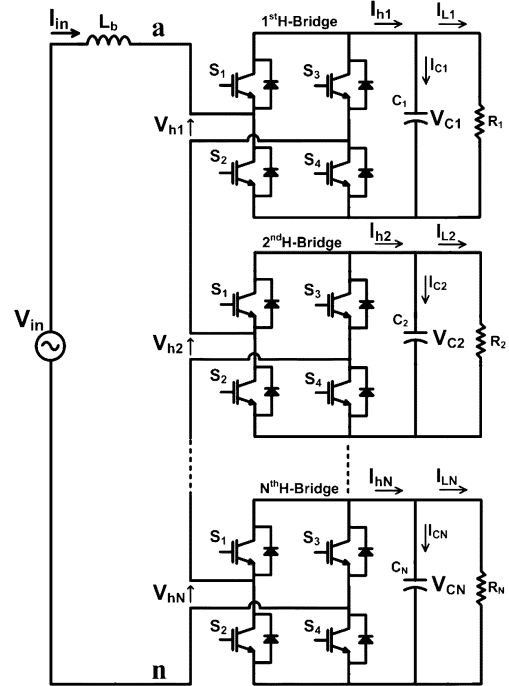 I_in L_b a 1^st H-Bridge I_h1 I_L1
S_1 S_3 I_C1
C_1 V_C1 R_1
V_h1
S_2 S_4
2^nd H-Bridge I_h2 I_L2
S_1 S_3 I_C2
V_in V_h2 C_2 V_C2 R_2
S_2 S_4
N^th H-Bridge I_hN I_LN
S_1 S_3 I_CN
V_hN C_N V_CN R_N
S_2 S_4
n